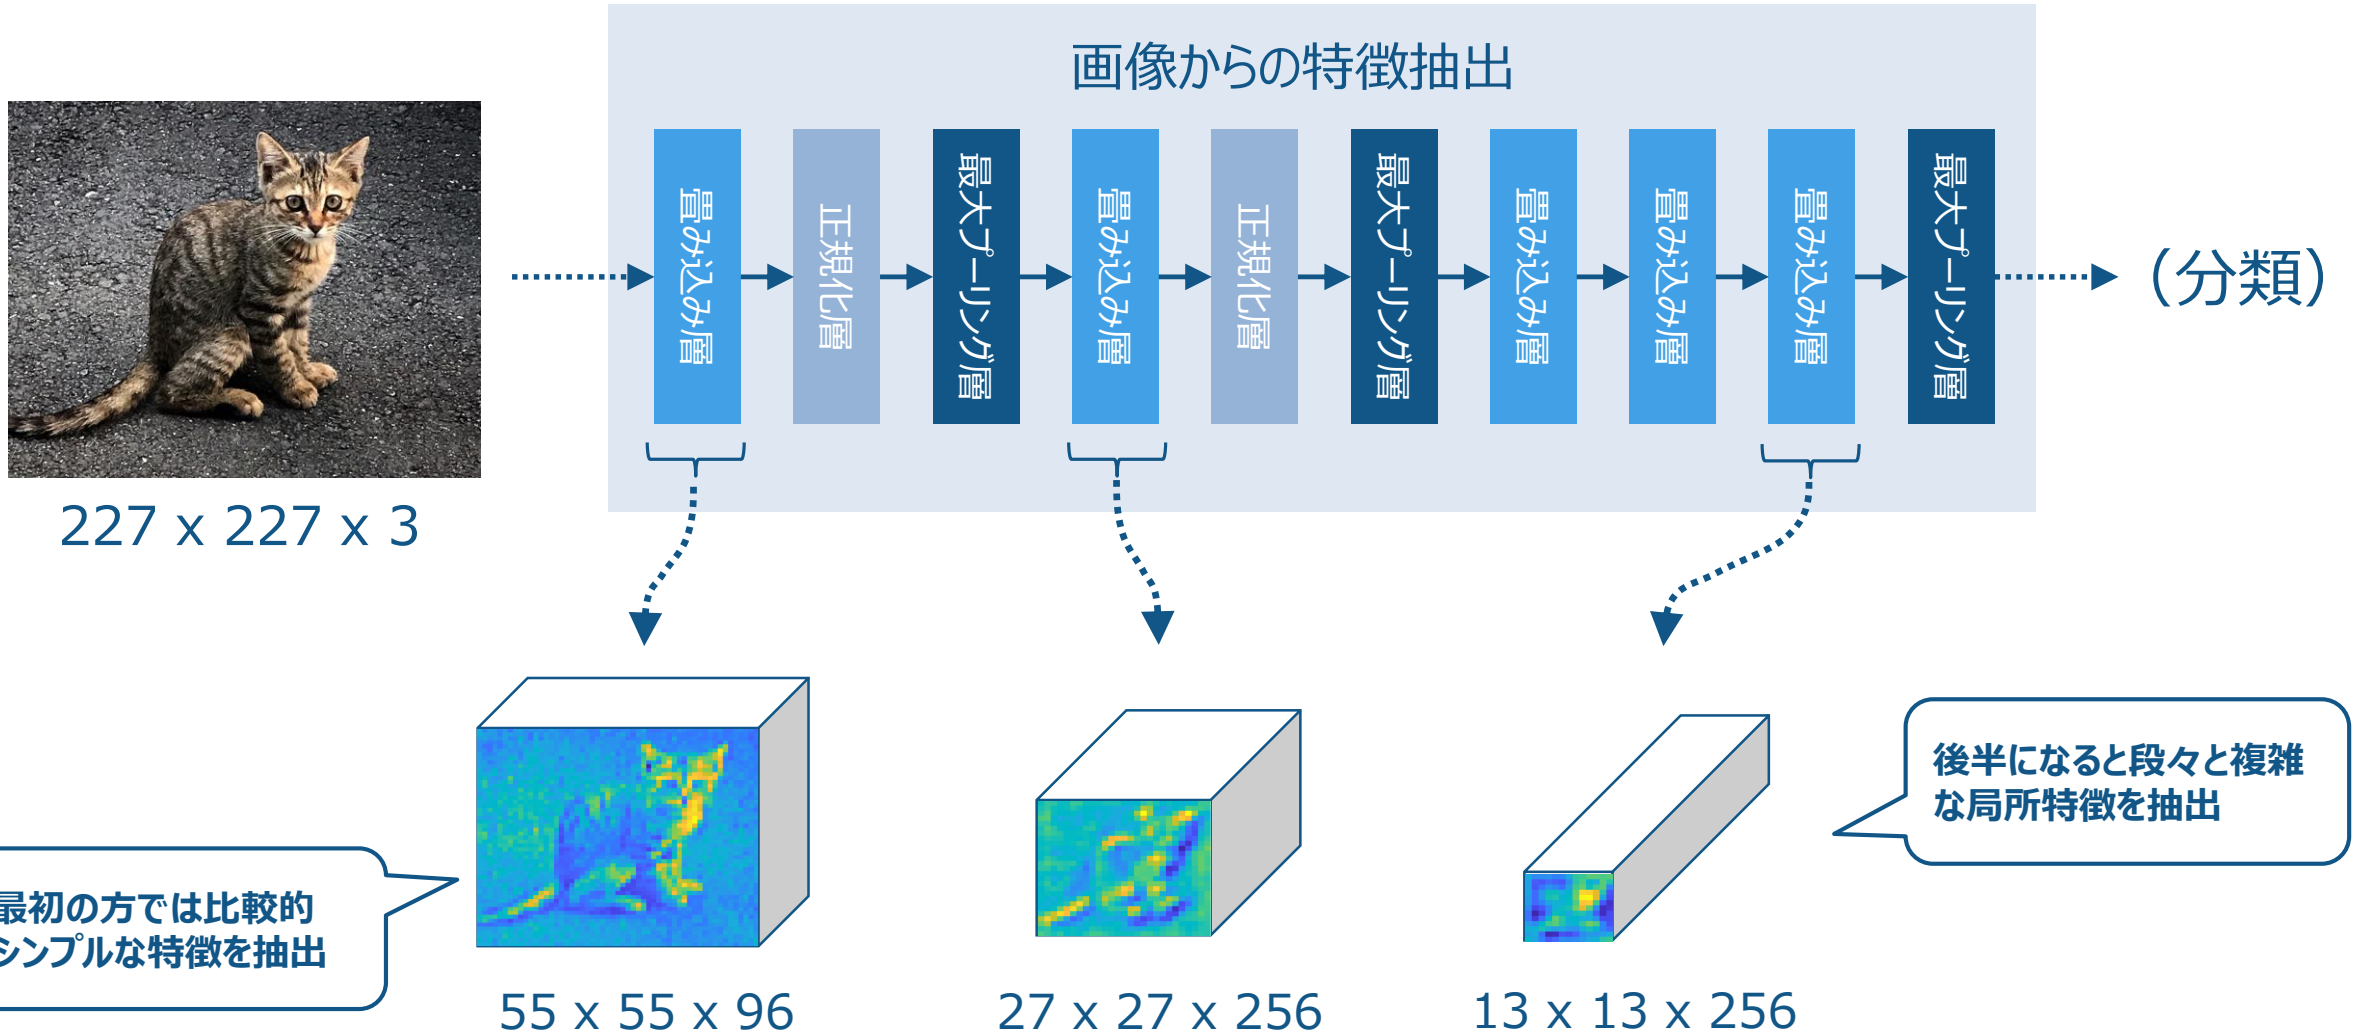 画像からの特徴抽出
畳み込み層
正規化層
最大プーリング層
畳み込み層
正規化層
最大プーリング層
畳み込み層
畳み込み層
畳み込み層
最大プーリング層
（分類）
227 x 227 x 3
後半になると段々と複雑
な局所特徴を抽出
最初の方では比較的
シンプルな特徴を抽出
55 x 55 x 96
27 x 27 x 256
13 x 13 x 256